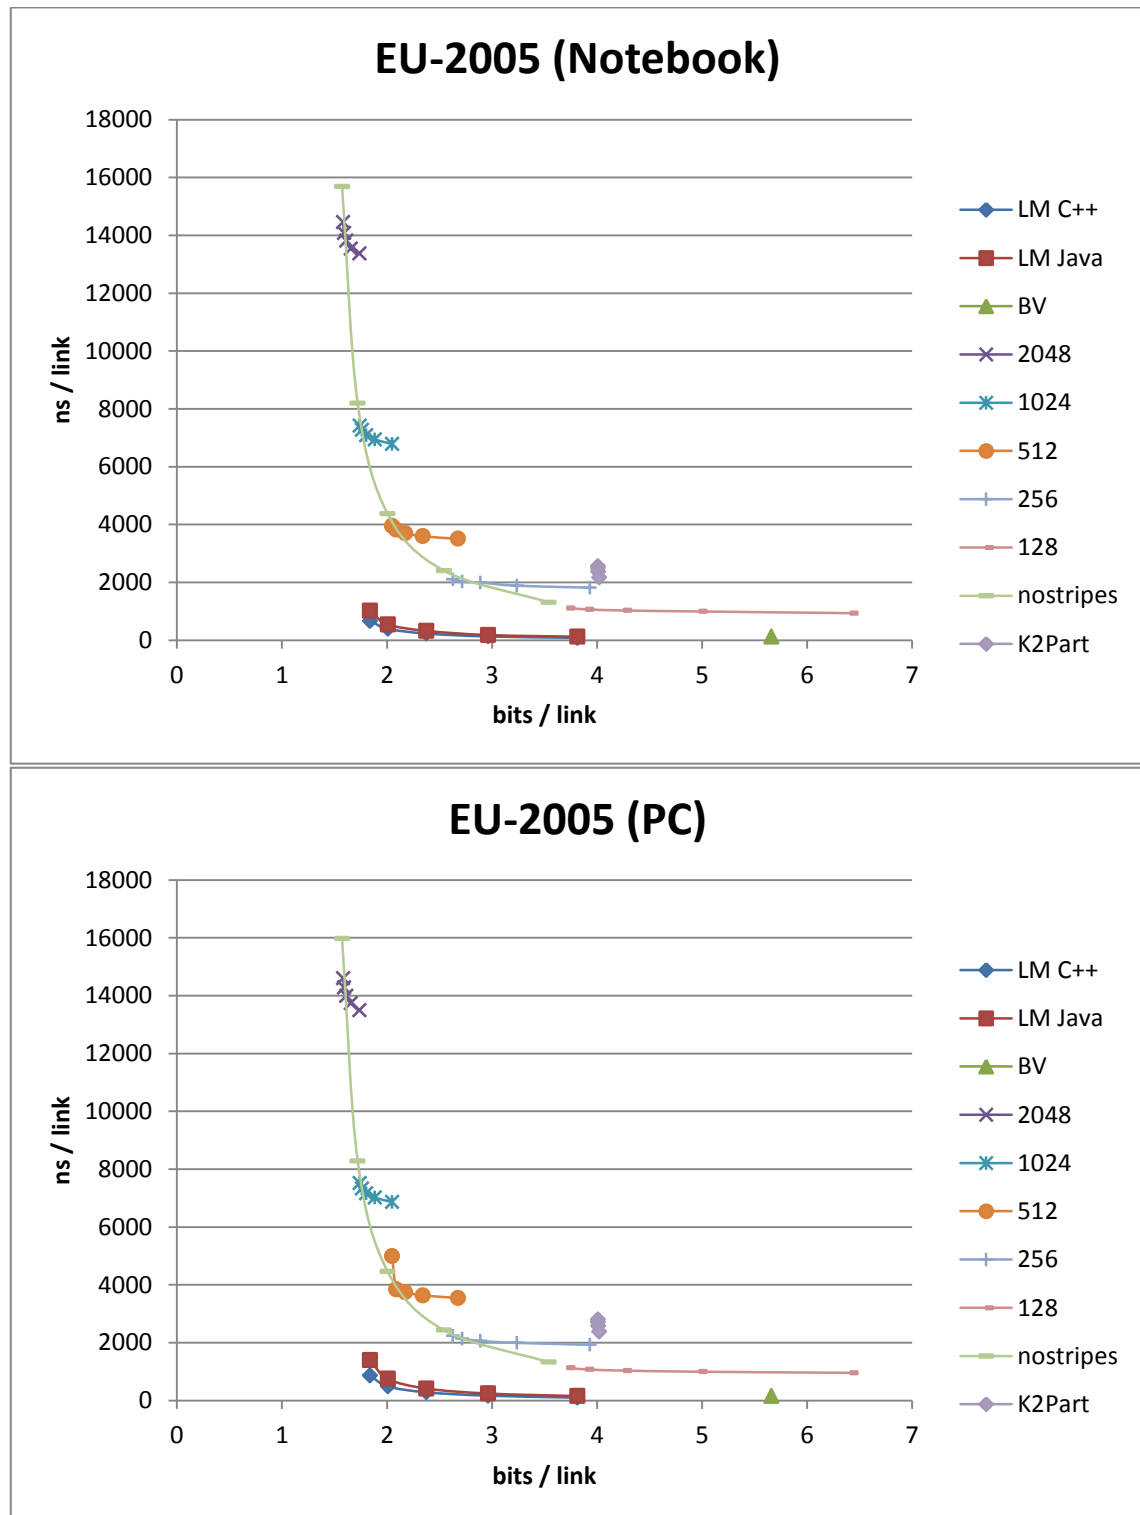 EU-2005 (Notebook)
18000
16000
14000
12000
10000
8000
6000
4000
2000
0
ns / link
0 1 2 3 4 5 6 7
bits / link
LM C++
LM Java
BV
2048
1024
512
256
128
nostripes
K2Part
EU-2005 (PC)
18000
16000
14000
12000
10000
8000
6000
4000
2000
0
ns / link
0 1 2 3 4 5 6 7
bits / link
LM C++
LM Java
BV
2048
1024
512
256
128
nostripes
K2Part